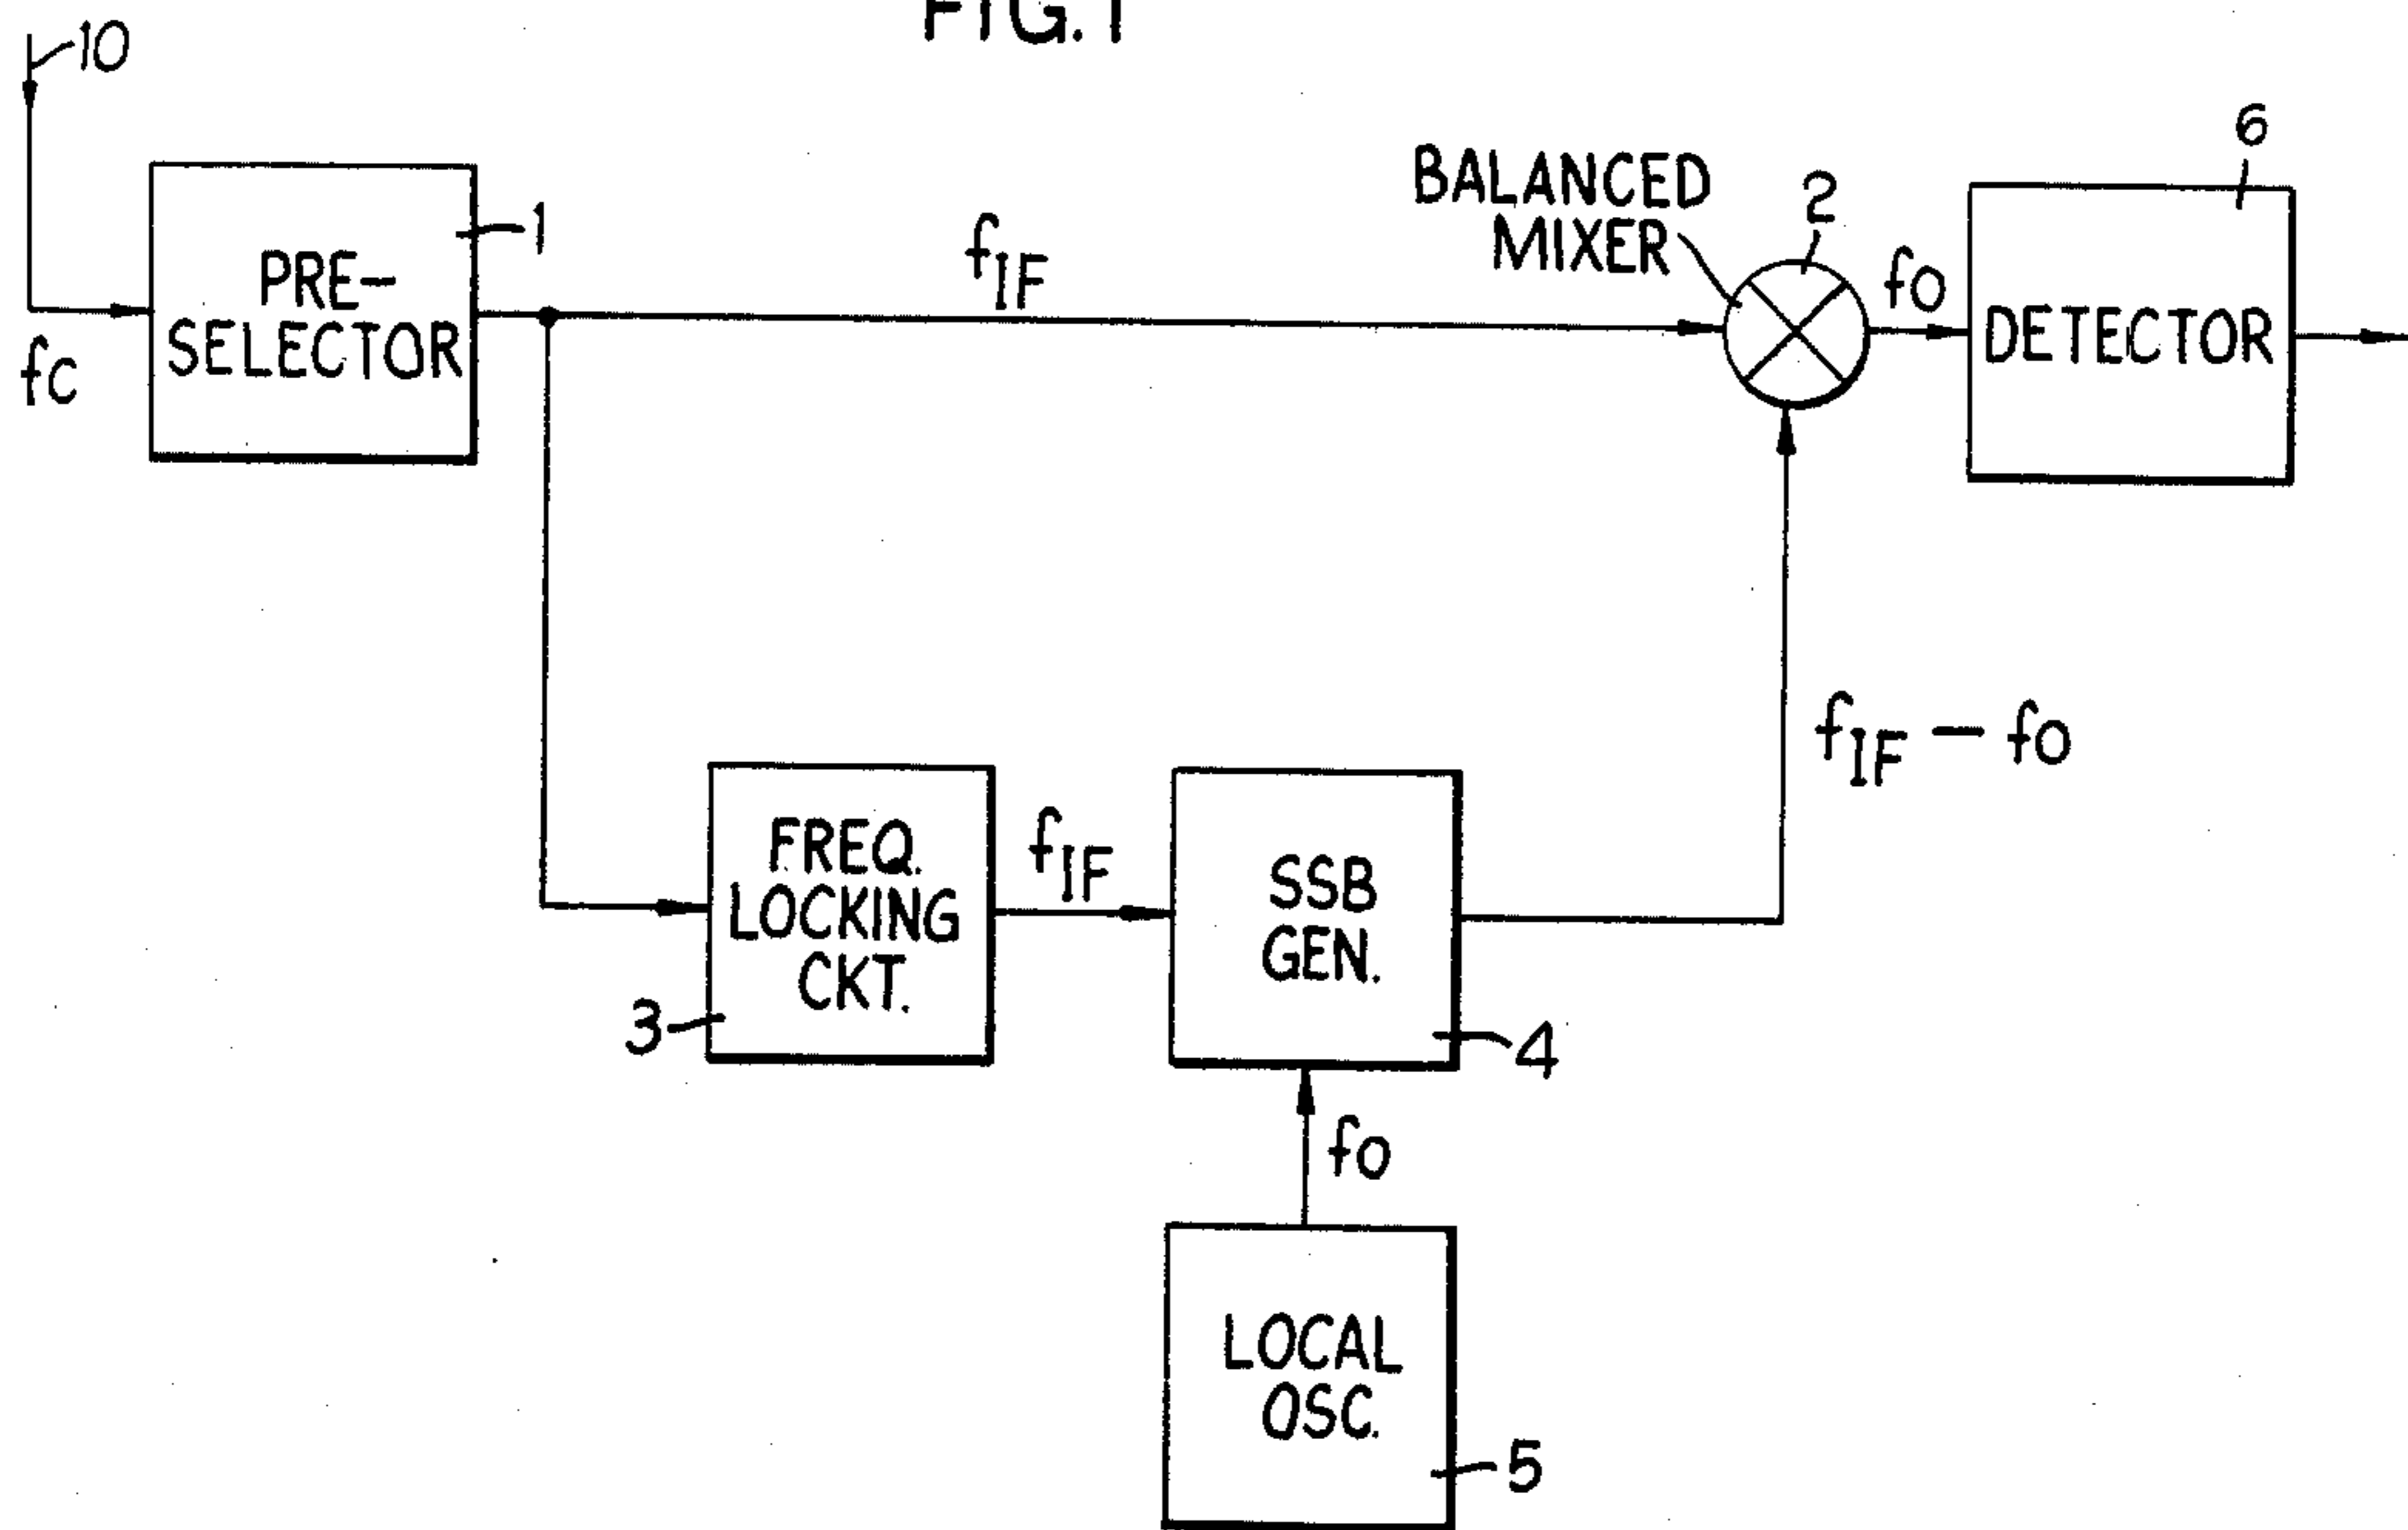 FIG. 1
10
BALANCED
MIXER
2
6
1
PRE-
SELECTOR
fIF
fO
DETECTOR
fC
fIF – fO
FREQ.
LOCKING
CKT.
fIF
SSB
GEN.
3
4
fO
LOCAL
OSC.
5